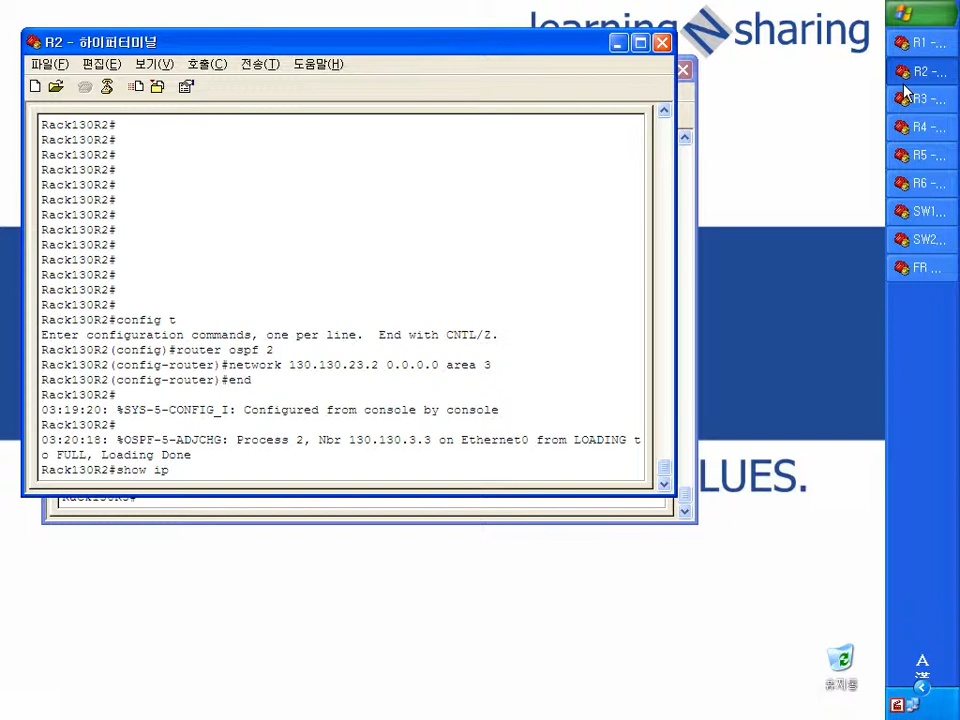 learning sharing
R2 - 하이퍼터미널
파일(F) 편집(E) 보기(V) 호출(C) 전송(T) 도움말(H)
Rack130R2#
Rack130R2#
Rack130R2#
Rack130R2#
Rack130R2#
Rack130R2#
Rack130R2#
Rack130R2#
Rack130R2#
Rack130R2#
Rack130R2#
Rack130R2#
Rack130R2#
Rack130R2#config t
Enter configuration commands, one per line.  End with CNTL/Z.
Rack130R2(config)#router ospf 2
Rack130R2(config-router)#network 130.130.23.2 0.0.0.0 area 3
Rack130R2(config-router)#end
Rack130R2#
03:19:20: %SYS-5-CONFIG_I: Configured from console by console
Rack130R2#
03:20:18: %OSPF-5-ADJCHG: Process 2, Nbr 130.130.3.3 on Ethernet0 from LOADING t
o FULL, Loading Done
Rack130R2#show ip
LUES.
R1 -...
R2 -...
R3 -...
R4 -...
R5 -...
R6 -...
SW1...
SW2...
FR ...
휴지통
A